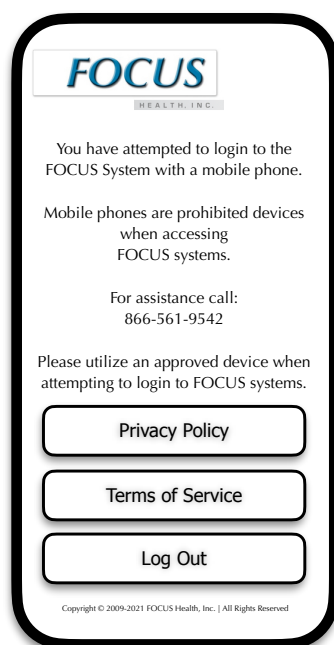 FOCUS
HEALTH, INC.
You have attempted to login to the
FOCUS System with a mobile phone.
Mobile phones are prohibited devices
when accessing
FOCUS systems.
For assistance call:
866-561-9542
Please utilize an approved device when
attempting to login to FOCUS systems.
Privacy Policy
Terms of Service
Log Out
Copyright © 2009-2021 FOCUS Health, Inc. | All Rights Reserved